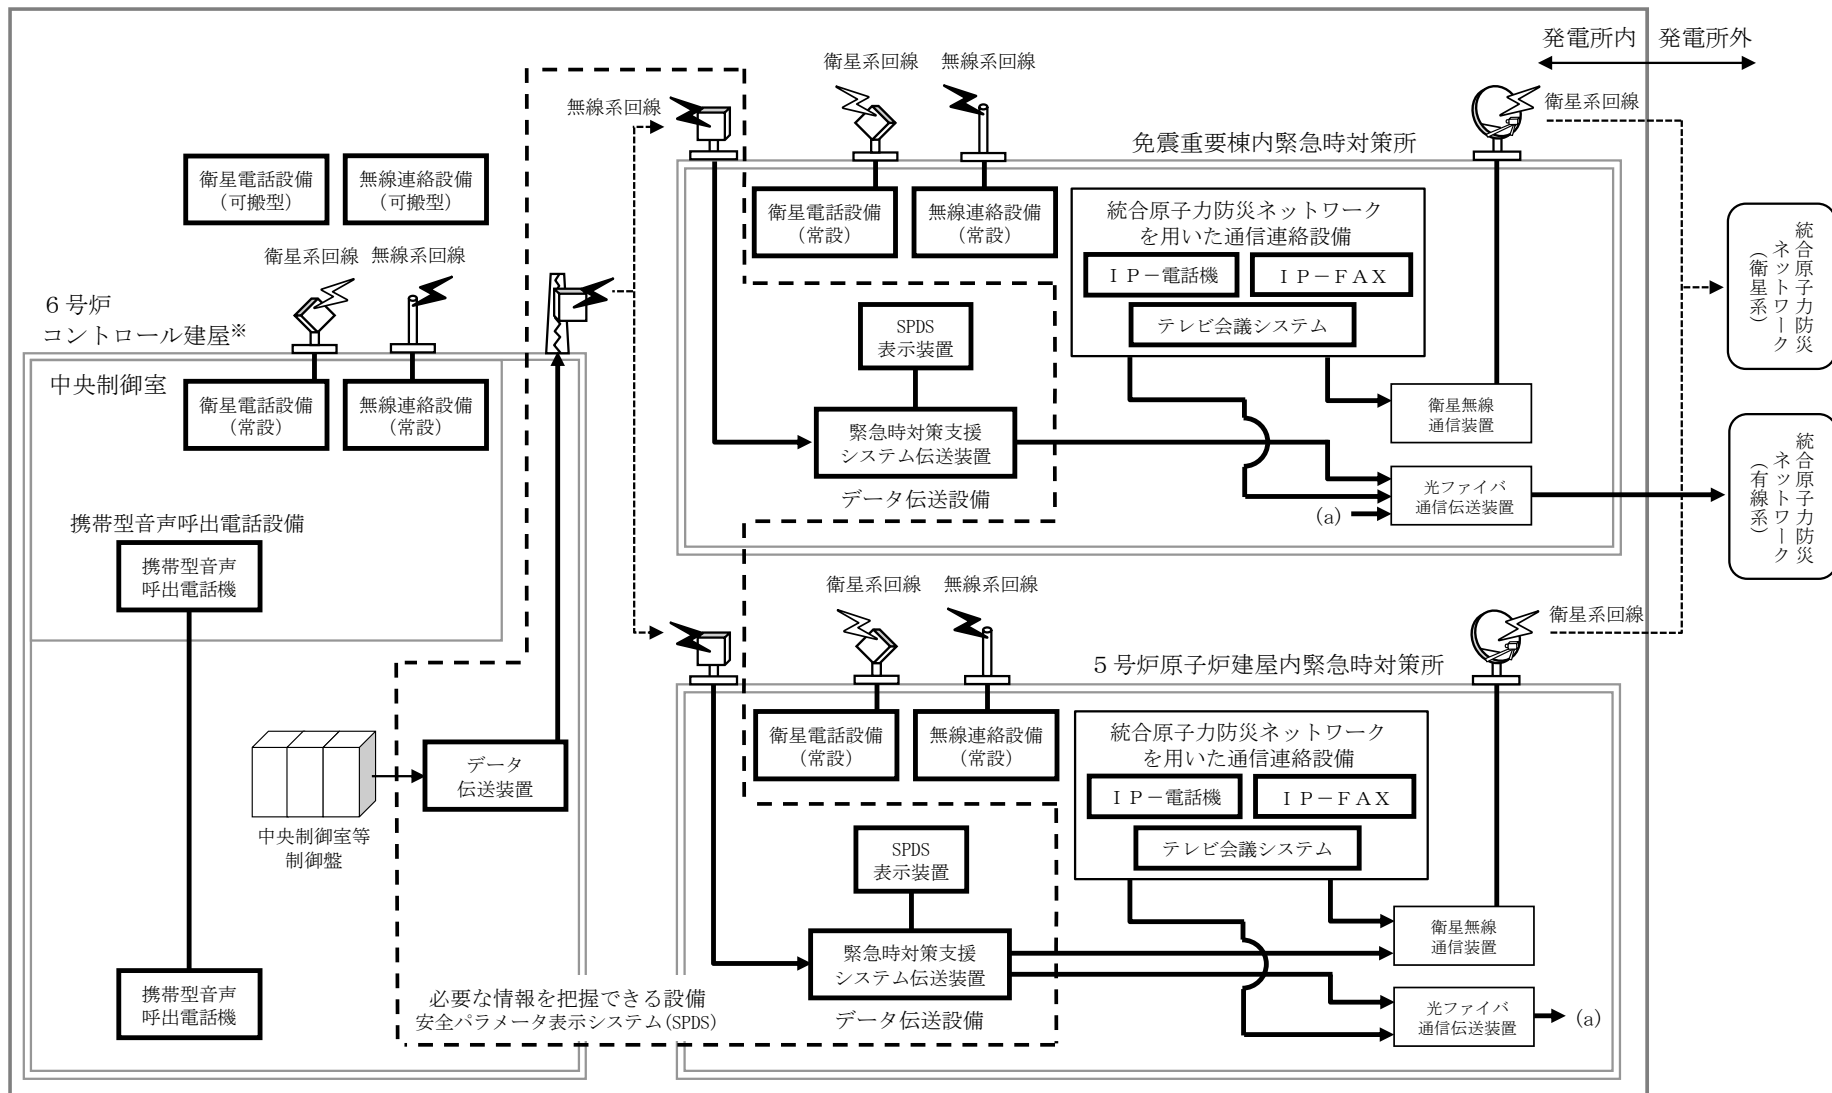 発電所内
発電所外
衛星系回線
無線系回線
無線系回線
衛星系回線
免震重要棟内緊急時対策所
衛星電話設備
(可搬型)
無線連絡設備
(可搬型)
衛星電話設備
(常設)
無線連絡設備
(常設)
統合原子力防災ネットワーク
を用いた通信連絡設備
ＩＰ－電話機
ＩＰ－ＦＡＸ
テレビ会議システム
統合原子力防災
ネットワーク
(衛星系)
衛星系回線
無線系回線
６号炉
コントロール建屋※
SPDS
表示装置
中央制御室
衛星電話設備
(常設)
無線連絡設備
(常設)
衛星無線
通信装置
緊急時対策支援
システム伝送装置
データ伝送設備
光ファイバ
通信伝送装置
(a)
統合原子力防災
ネットワーク
(有線系)
携帯型音声呼出電話設備
携帯型音声
呼出電話機
衛星系回線
無線系回線
衛星系回線
５号炉原子炉建屋内緊急時対策所
衛星電話設備
(常設)
無線連絡設備
(常設)
統合原子力防災ネットワーク
を用いた通信連絡設備
ＩＰ－電話機
ＩＰ－ＦＡＸ
テレビ会議システム
データ
伝送装置
中央制御室等
制御盤
SPDS
表示装置
衛星無線
通信装置
緊急時対策支援
システム伝送装置
データ伝送設備
光ファイバ
通信伝送装置
(a)
携帯型音声
呼出電話機
必要な情報を把握できる設備
安全パラメータ表示システム(SPDS)